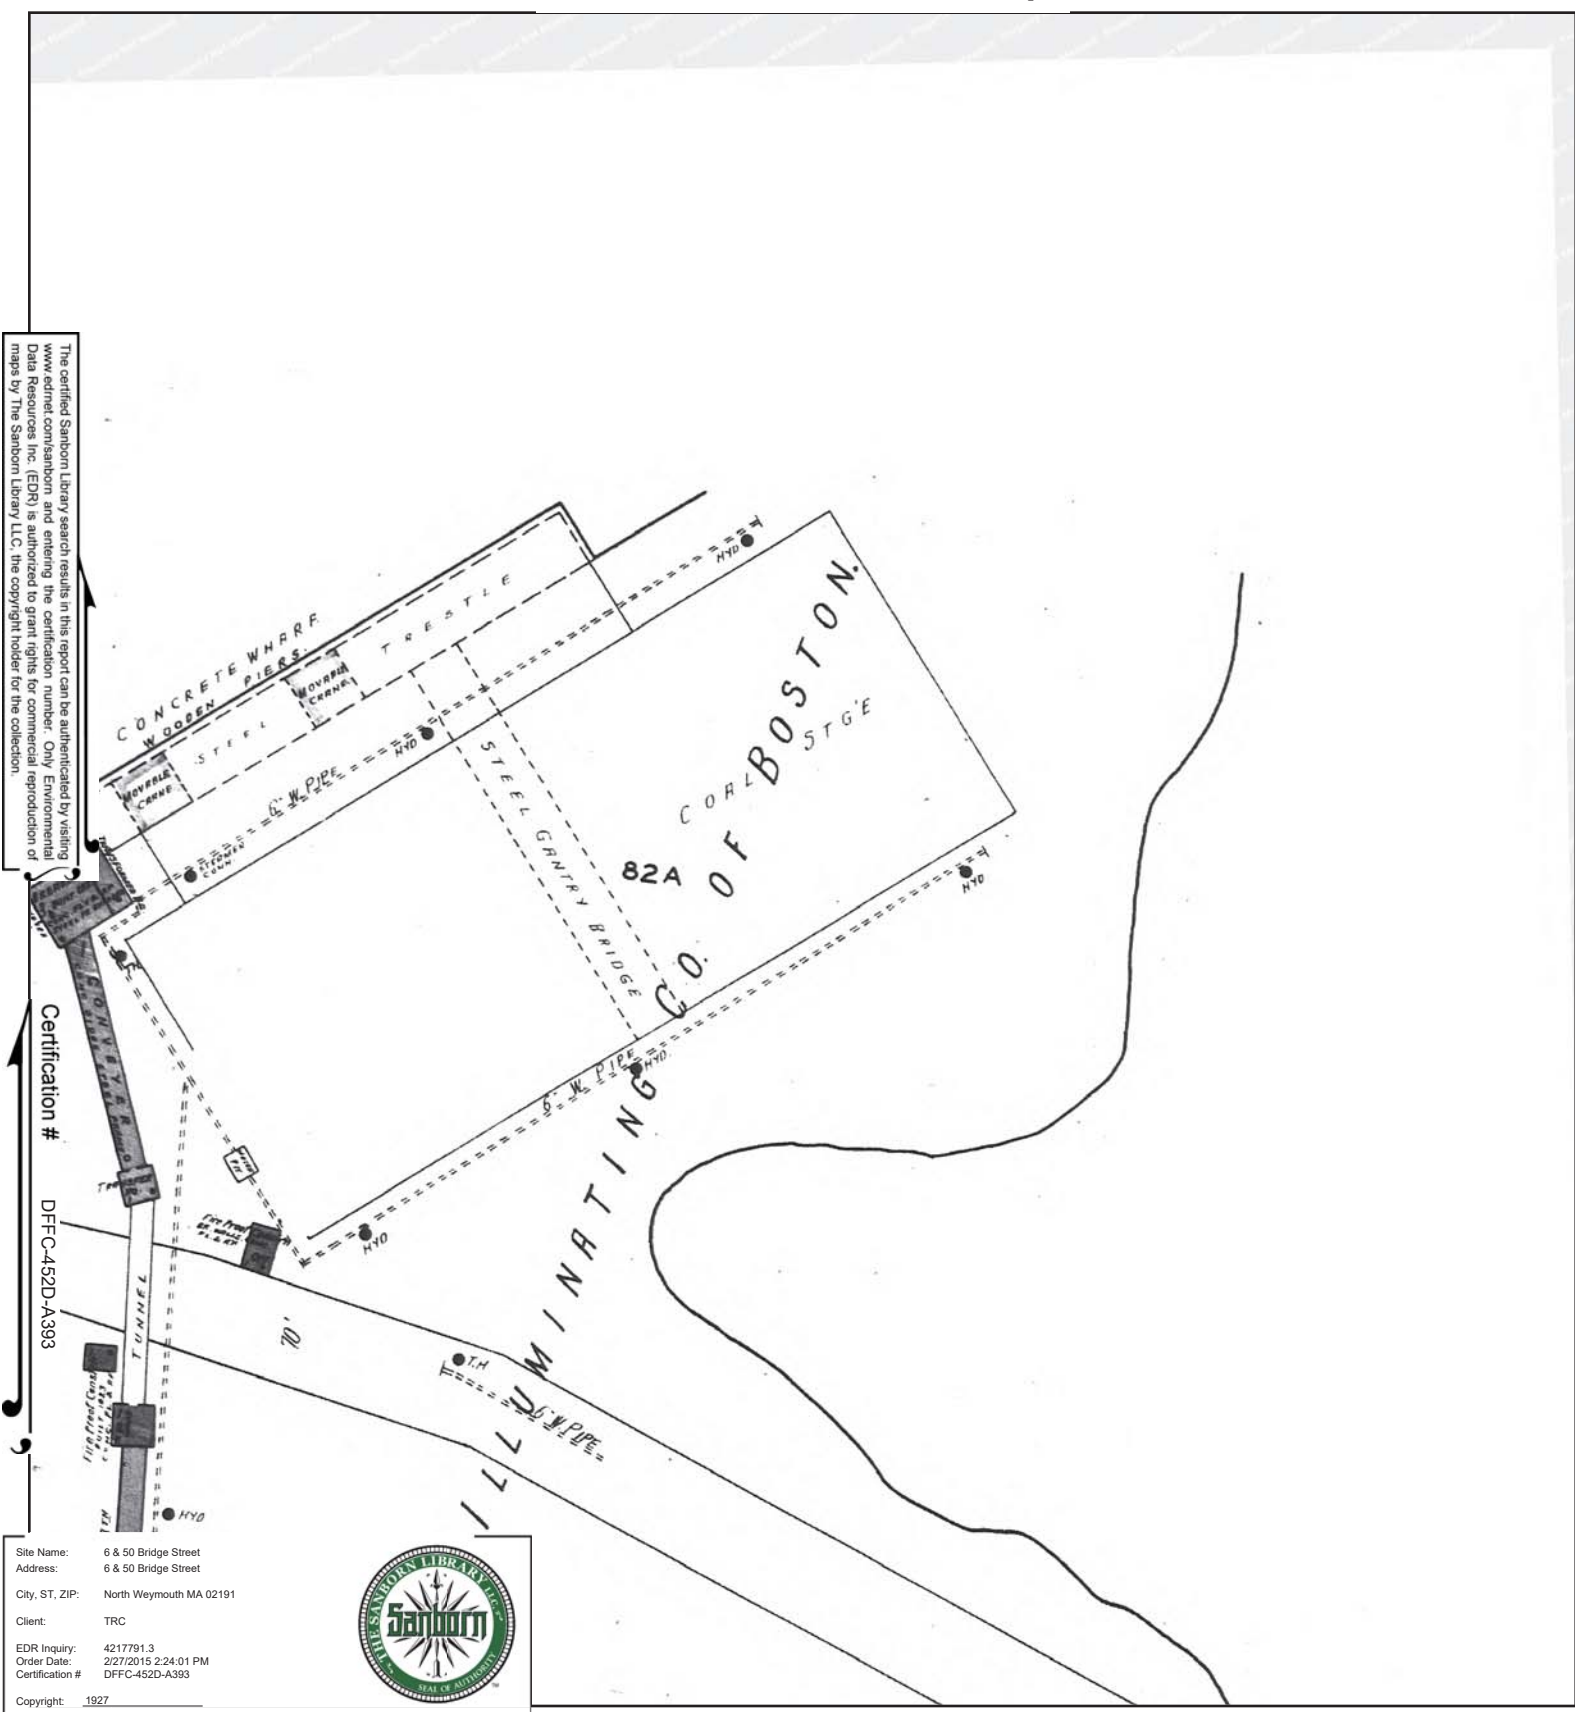 The certified Sanborn Library search results in this report can be authenticated by visiting
www.edrnet.com/sanborn and entering the certification number. Only Environmental
Data Resources Inc. (EDR) is authorized to grant rights for commercial reproduction of
maps by The Sanborn Library LLC, the copyright holder for the collection.
Certification # DFFC-452D-A393
CONCRETE WHARF.
WOODEN PIERS.
STEEL TRESTLE
MOVABLE
CRANE
MOVABLE
CRANE
6" W. PIPE
HYD
HYD
STEAMER
CONN.
STEEL GANTRY BRIDGE
COAL STG'E
82A
ILLUMINATING CO. OF BOSTON.
HYD
HYD.
6" W. PIPE
HYD
CONVEYER
TUNNEL
70'
T.H
6" W. PIPE
HYD
Site Name: 6 & 50 Bridge Street
Address: 6 & 50 Bridge Street
City, ST, ZIP: North Weymouth MA 02191
Client: TRC
EDR Inquiry: 4217791.3
Order Date: 2/27/2015 2:24:01 PM
Certification # DFFC-452D-A393
Copyright: 1927
THE SANBORN LIBRARY LLC
Sanborn
SEAL OF AUTHORITY